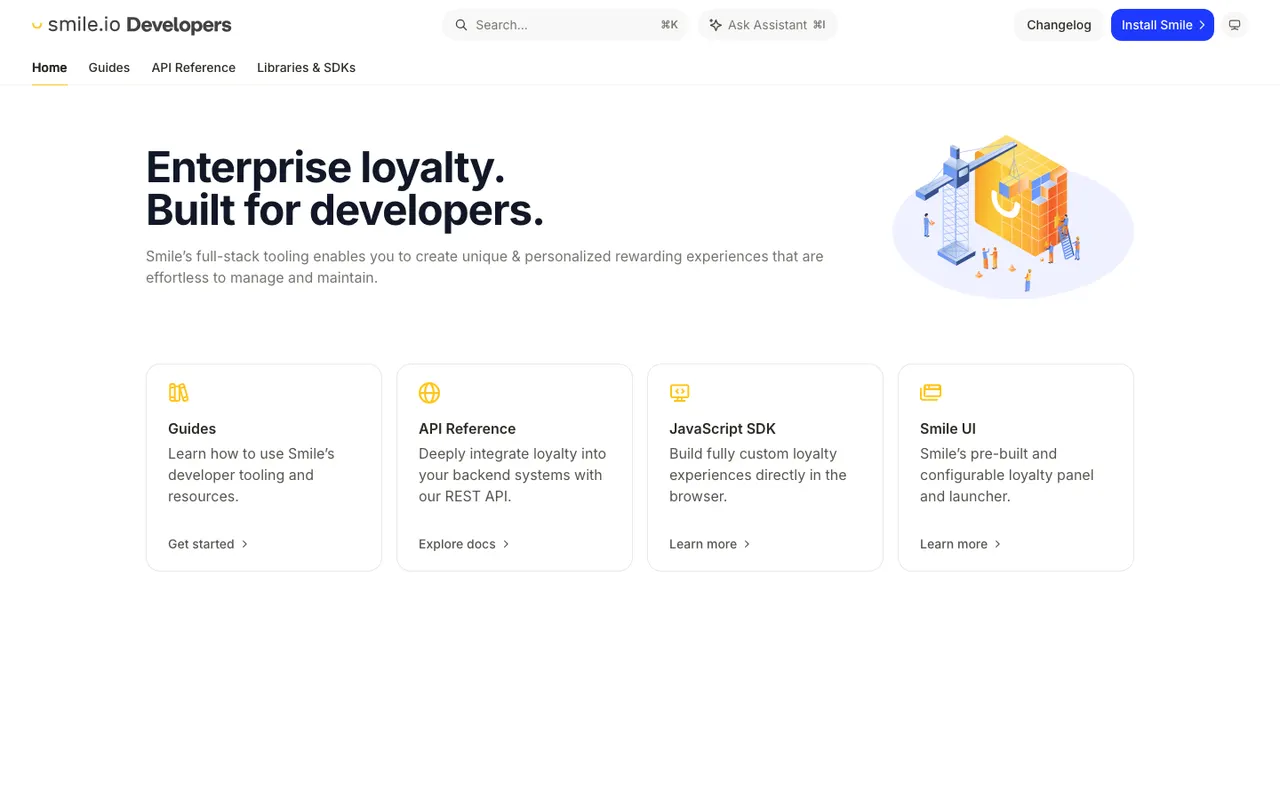 smile.io Developers
Search... ⌘K
Ask Assistant ⌘I
Changelog
Install Smile
Home
Guides
API Reference
Libraries & SDKs
Enterprise loyalty.
Built for developers.
Smile’s full-stack tooling enables you to create unique & personalized rewarding experiences that are
effortless to manage and maintain.
Guides
Learn how to use Smile’s
developer tooling and
resources.
Get started
API Reference
Deeply integrate loyalty into
your backend systems with
our REST API.
Explore docs
JavaScript SDK
Build fully custom loyalty
experiences directly in the
browser.
Learn more
Smile UI
Smile’s pre-built and
configurable loyalty panel
and launcher.
Learn more